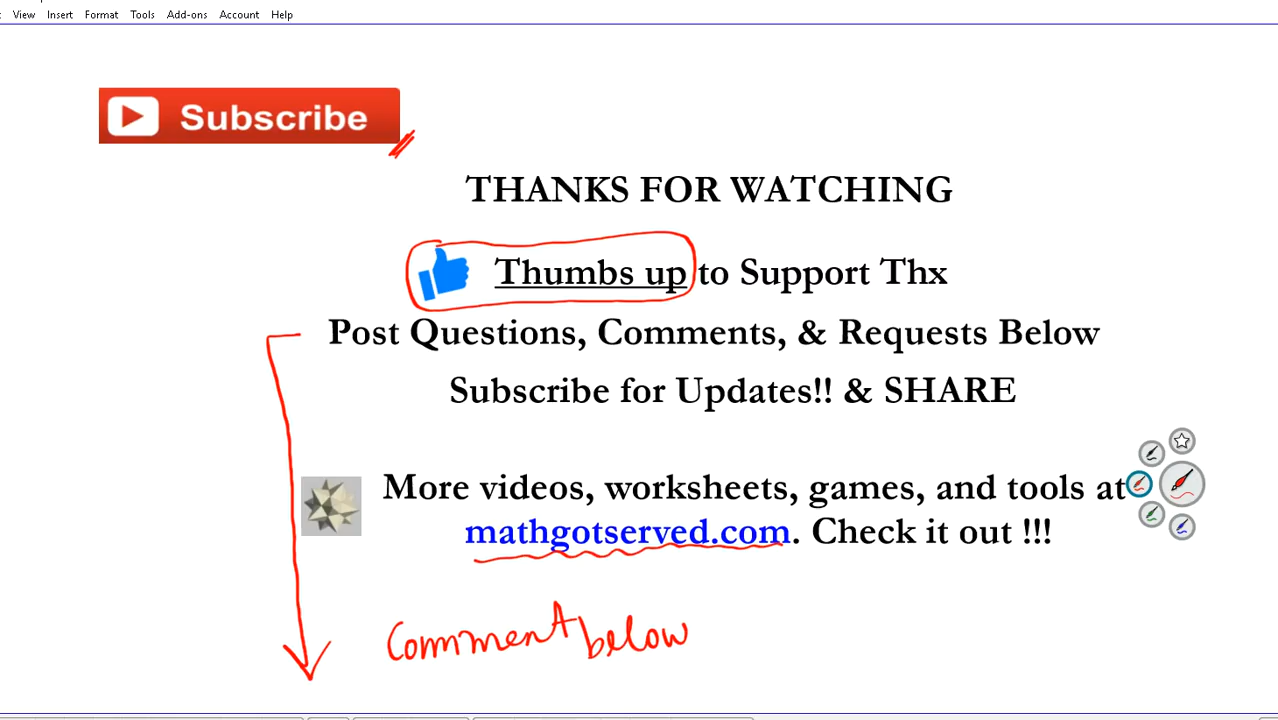 View Insert Format Tools Add-ons Account Help
Subscribe
THANKS FOR WATCHING
Thumbs up to Support Thx
Post Questions, Comments, & Requests Below
Subscribe for Updates!! & SHARE
More videos, worksheets, games, and tools at
mathgotserved.com. Check it out !!!
Comment below